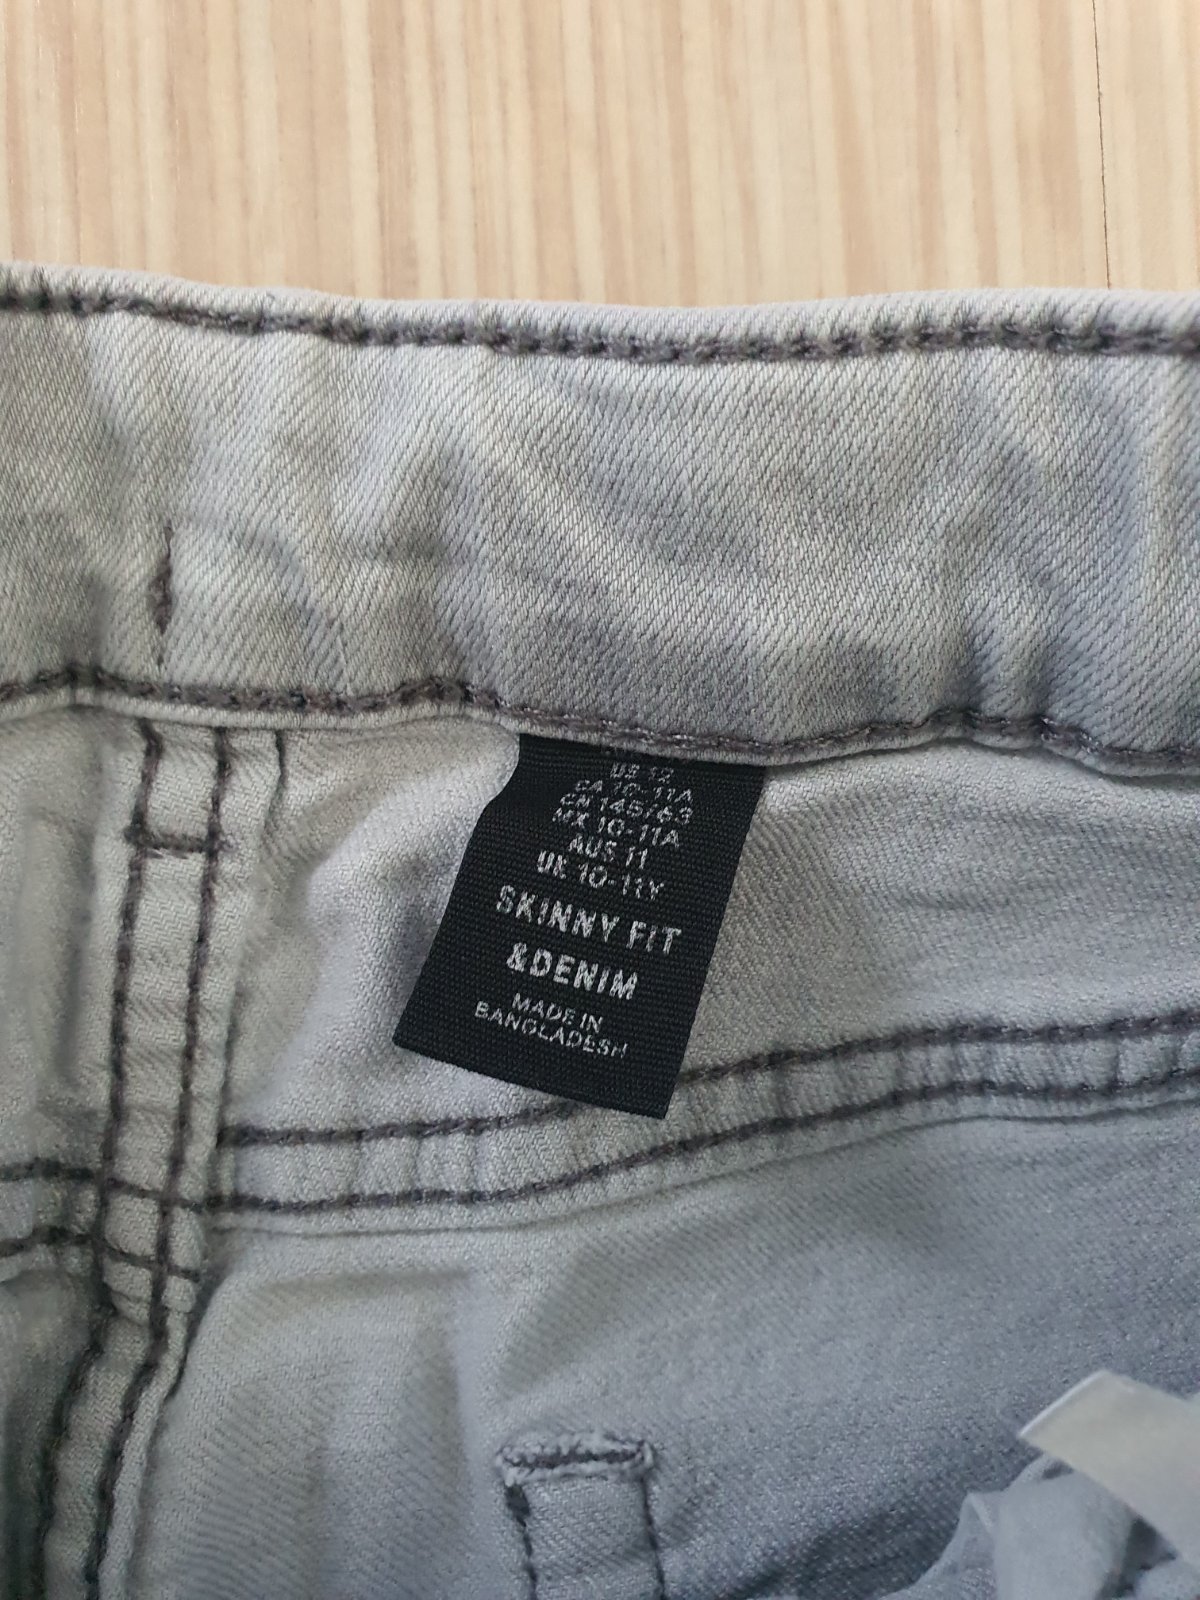 US 12
CA 10-11A
CN 145/63
MX 10-11A
AUS 11
UK 10-11Y
SKINNY FIT
&DENIM
MADE IN
BANGLADESH